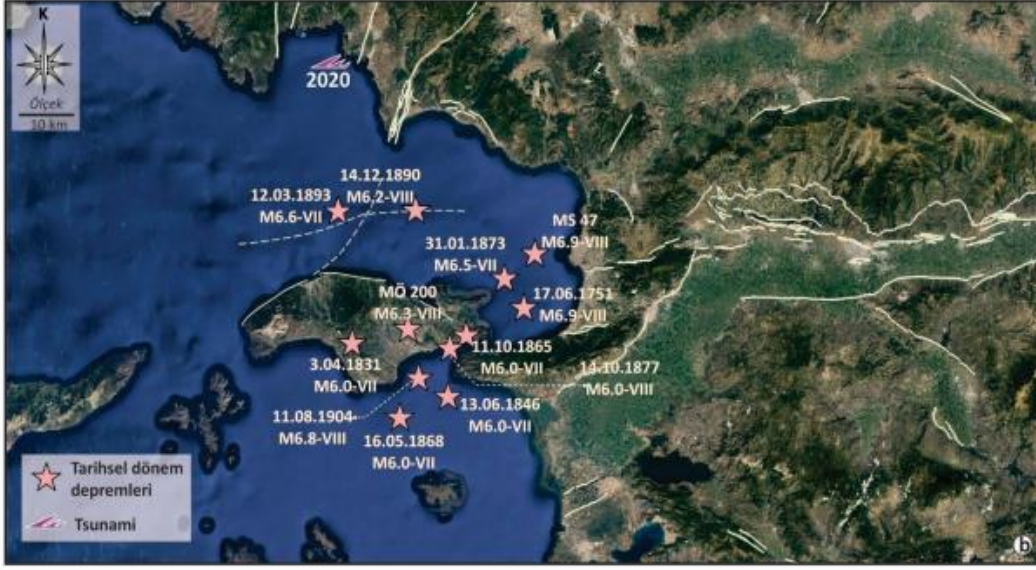 K
Ölçek
10 km
2020
14.12.1890
M6.2-VIII
12.03.1893
M6.6-VII
MS 47
M6.9-VIII
31.01.1873
M6.5-VII
MÖ 200
M6.3-VIII
17.06.1751
M6.9-VIII
11.10.1865
M6.0-VII
14.10.1877
M6.0-VIII
3.04.1831
M6.0-VII
13.06.1846
M6.0-VII
11.08.1904
M6.8-VIII
16.05.1868
M6.0-VII
Tarihsel dönem
depremleri
Tsunami
b